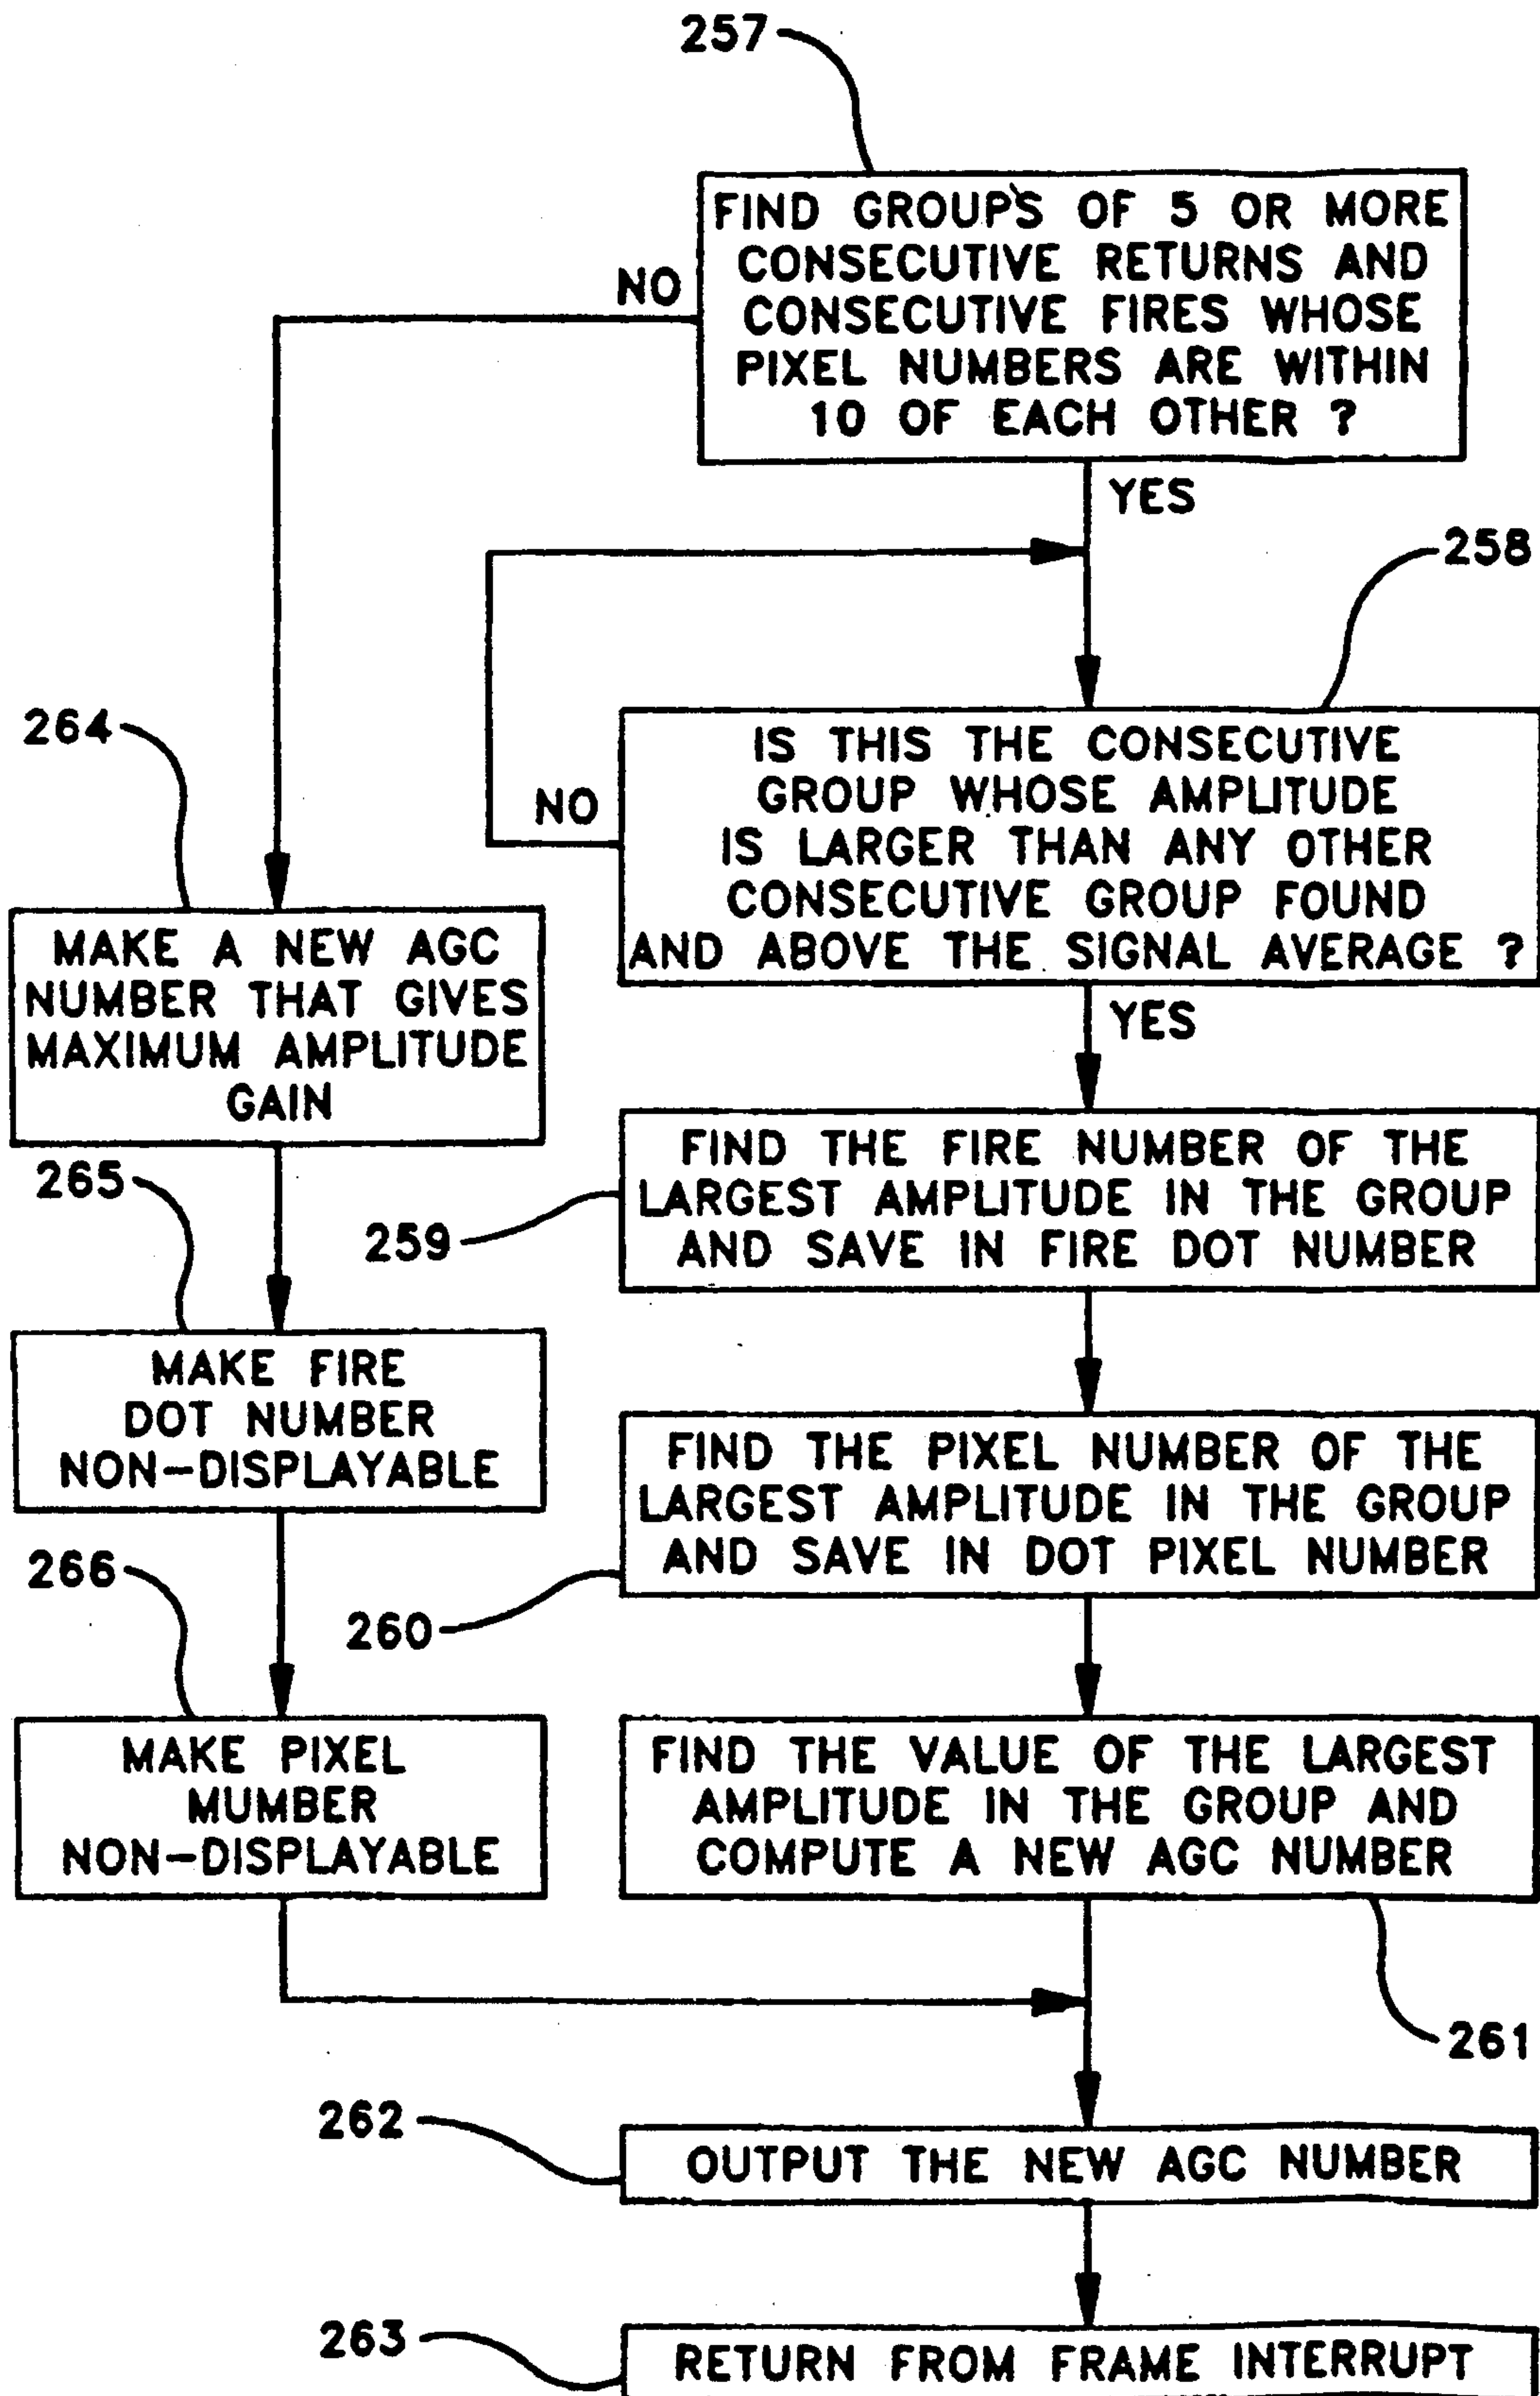 257
FIND GROUPS OF 5 OR MORE
CONSECUTIVE RETURNS AND
CONSECUTIVE FIRES WHOSE
PIXEL NUMBERS ARE WITHIN
10 OF EACH OTHER ?
NO
YES
258
IS THIS THE CONSECUTIVE
GROUP WHOSE AMPLITUDE
IS LARGER THAN ANY OTHER
CONSECUTIVE GROUP FOUND
AND ABOVE THE SIGNAL AVERAGE ?
NO
YES
264
MAKE A NEW AGC
NUMBER THAT GIVES
MAXIMUM AMPLITUDE
GAIN
259
FIND THE FIRE NUMBER OF THE
LARGEST AMPLITUDE IN THE GROUP
AND SAVE IN FIRE DOT NUMBER
265
MAKE FIRE
DOT NUMBER
NON-DISPLAYABLE
260
FIND THE PIXEL NUMBER OF THE
LARGEST AMPLITUDE IN THE GROUP
AND SAVE IN DOT PIXEL NUMBER
266
MAKE PIXEL
MUMBER
NON-DISPLAYABLE
FIND THE VALUE OF THE LARGEST
AMPLITUDE IN THE GROUP AND
COMPUTE A NEW AGC NUMBER
261
262
OUTPUT THE NEW AGC NUMBER
263
RETURN FROM FRAME INTERRUPT